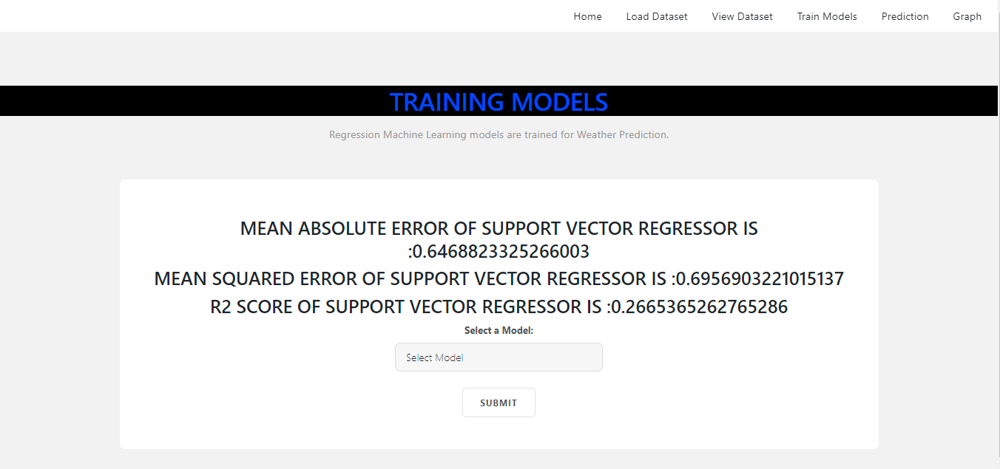 Home Load Dataset View Dataset Train Models Prediction Graph
TRAINING MODELS
Regression Machine Learning models are trained for Weather Prediction.
MEAN ABSOLUTE ERROR OF SUPPORT VECTOR REGRESSOR IS
:0.6468823325266003
MEAN SQUARED ERROR OF SUPPORT VECTOR REGRESSOR IS :0.6956903221015137
R2 SCORE OF SUPPORT VECTOR REGRESSOR IS :0.2665365262765286
Select a Model:
Select Model
SUBMIT